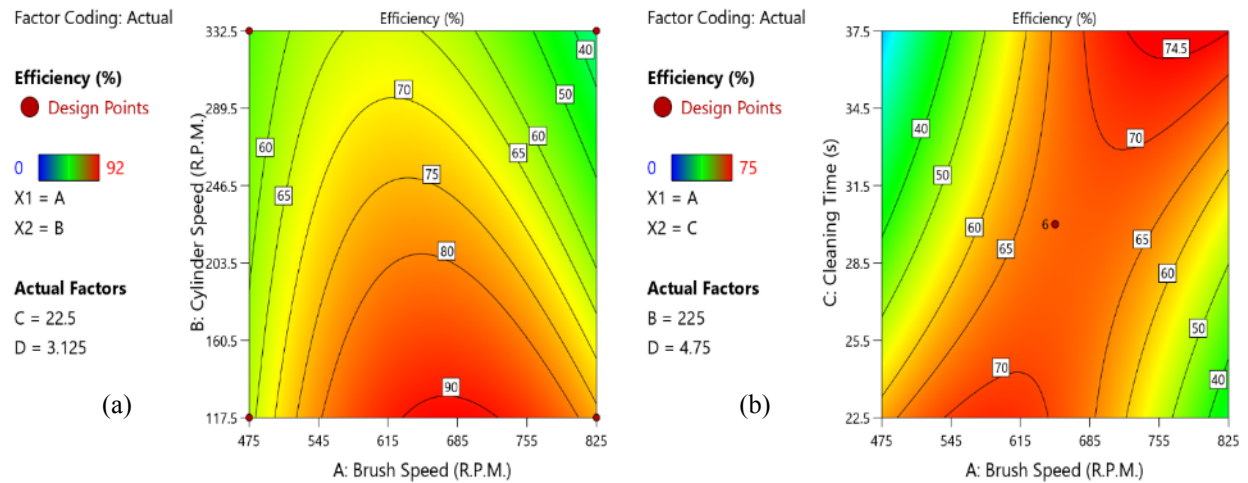 Factor Coding: Actual
Efficiency (%)
Design Points
0 92
X1 = A
X2 = B
Actual Factors
C = 22.5
D = 3.125
(a)
Efficiency (%)
B: Cylinder Speed (R.P.M.)
332.5
289.5
246.5
203.5
160.5
117.5
475 545 615 685 755 825
A: Brush Speed (R.P.M.)
40
50
70
60
60
65
75
65
80
90
Factor Coding: Actual
Efficiency (%)
Design Points
0 75
X1 = A
X2 = C
Actual Factors
B = 225
D = 4.75
(b)
Efficiency (%)
C: Cleaning Time (s)
37.5
34.5
31.5
28.5
25.5
22.5
475 545 615 685 755 825
A: Brush Speed (R.P.M.)
74.5
40
70
50
60
6
65
65
60
50
70
40